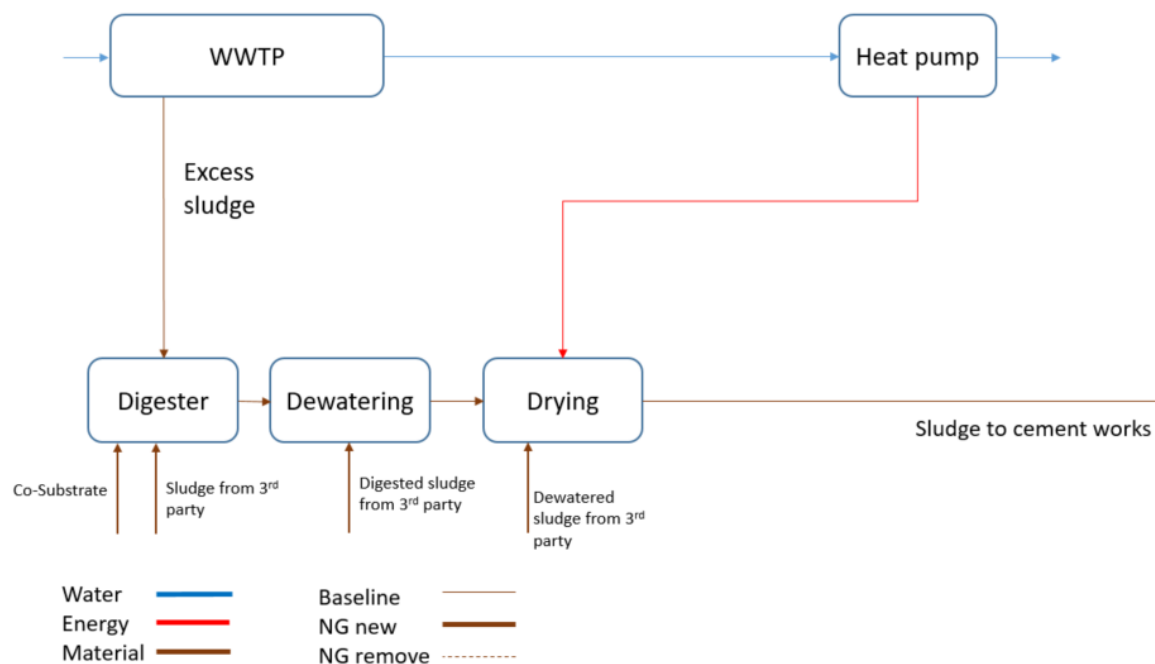 WWTP
Heat pump
Excess
sludge
Digester
Dewatering
Drying
Sludge to cement works
Co-Substrate
Sludge from 3rd
party
Digested sludge
from 3rd party
Dewatered
sludge from 3rd
party
Water
Energy
Material
Baseline
NG new
NG remove